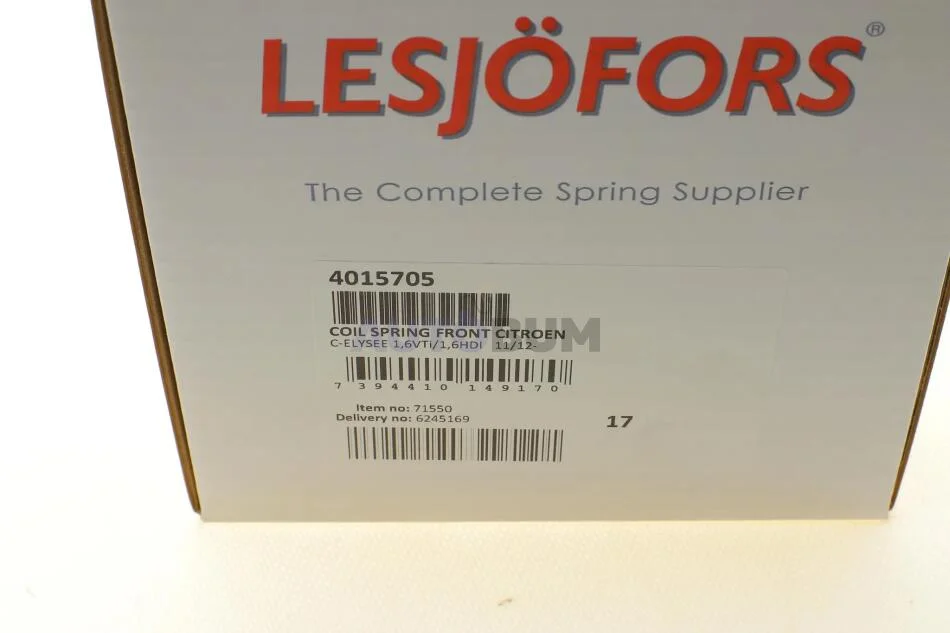 LESJÖFORS®
The Complete Spring Supplier
4015705
COIL SPRING FRONT CITROEN
AUTOBUM
C-ELYSEE 1,6VTi/1,6HDI 11/12-
7 394410 149170
Item no: 71550
Delivery no: 6245169
17